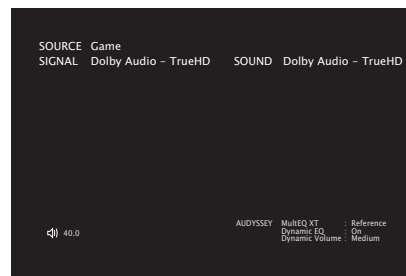 SOURCE Game
SIGNAL Dolby Audio – TrueHD SOUND Dolby Audio – TrueHD
AUDYSSEY MultEQ XT : Reference
Dynamic EQ : On
Dynamic Volume : Medium
40.0